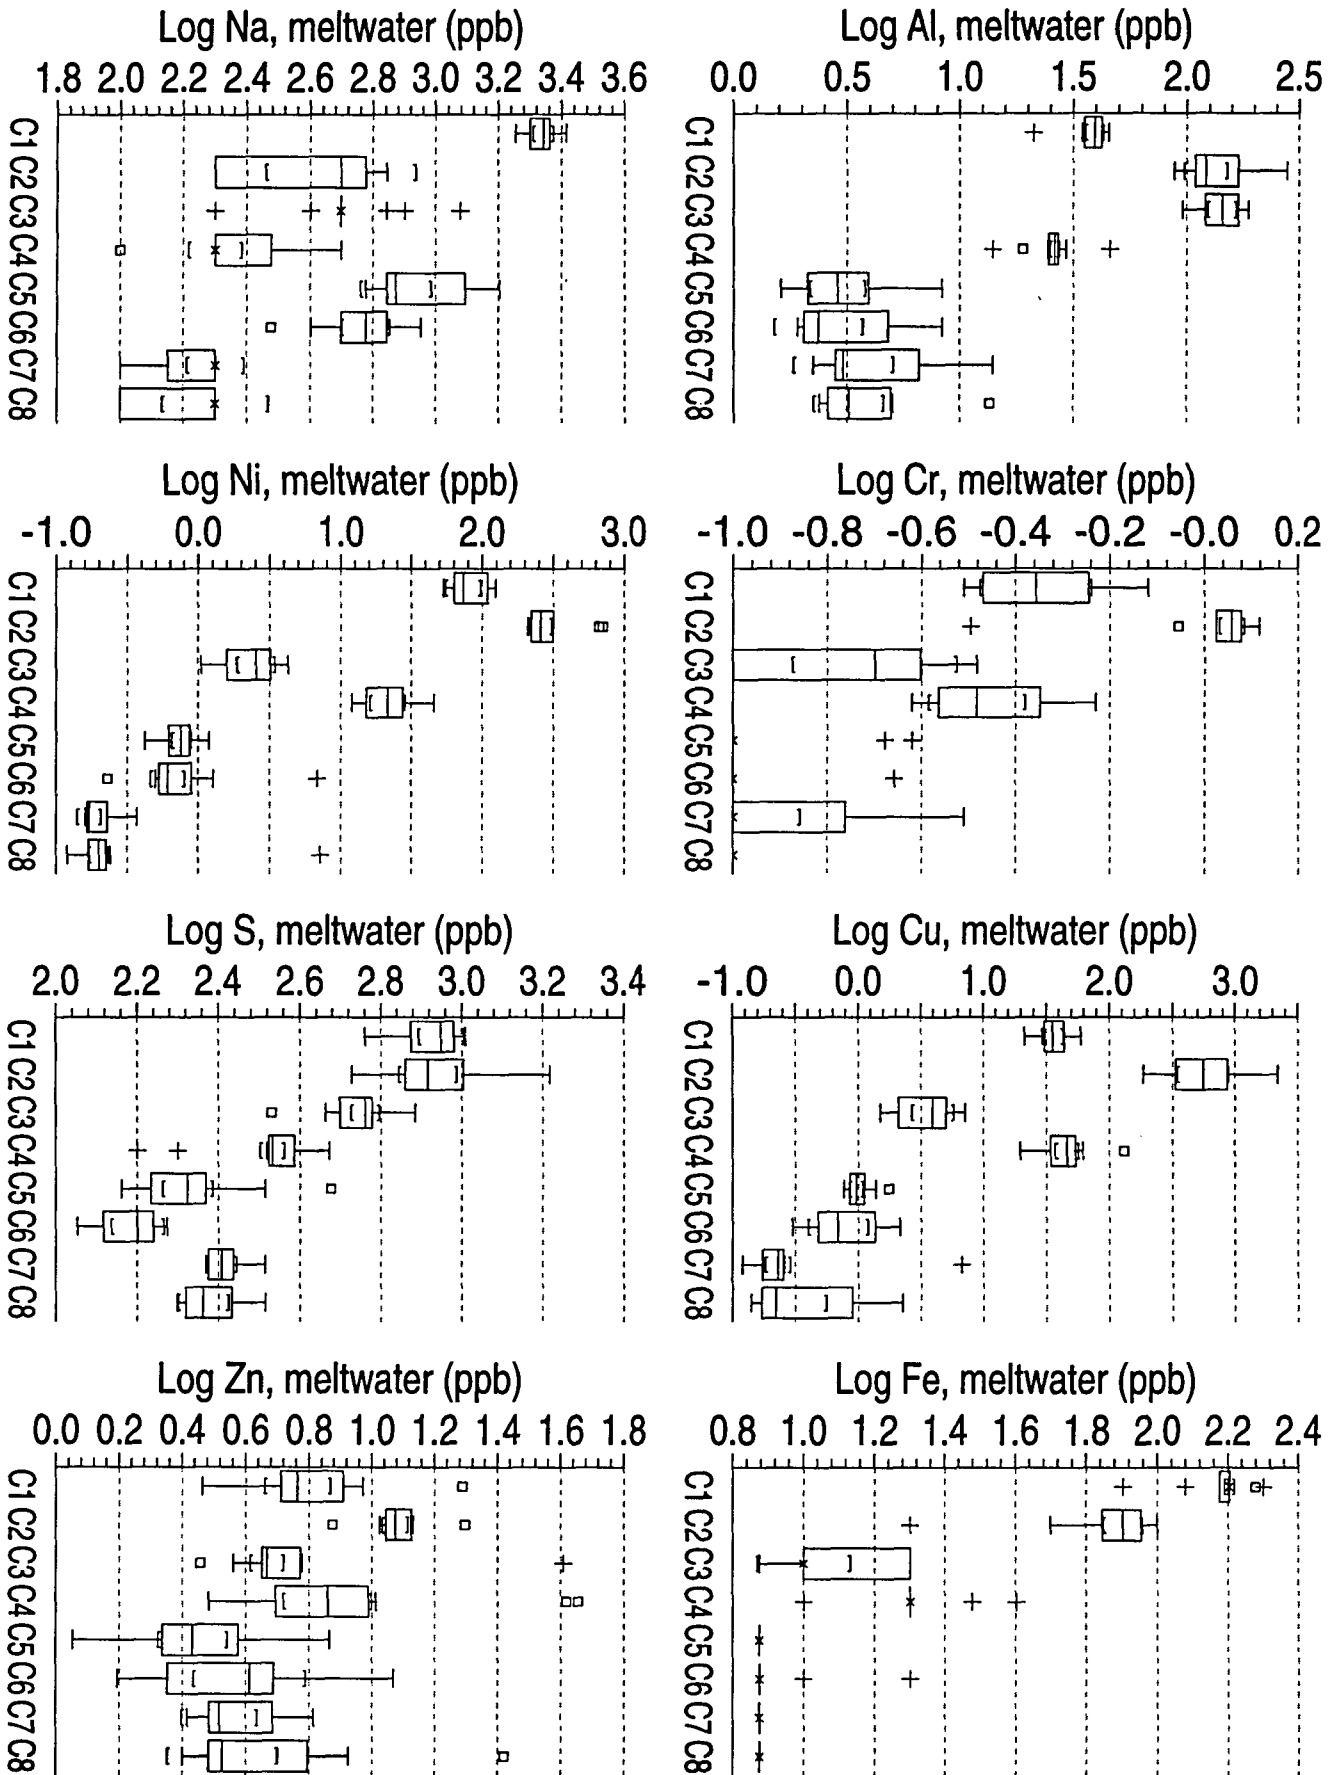 Log Na, meltwater (ppb)
1.8 2.0 2.2 2.4 2.6 2.8 3.0 3.2 3.4 3.6
C1 C2 C3 C4 C5 C6 C7 C8
Log Al, meltwater (ppb)
0.0 0.5 1.0 1.5 2.0 2.5
C1 C2 C3 C4 C5 C6 C7 C8
Log Ni, meltwater (ppb)
-1.0 0.0 1.0 2.0 3.0
C1 C2 C3 C4 C5 C6 C7 C8
Log Cr, meltwater (ppb)
-1.0 -0.8 -0.6 -0.4 -0.2 -0.0 0.2
C1 C2 C3 C4 C5 C6 C7 C8
Log S, meltwater (ppb)
2.0 2.2 2.4 2.6 2.8 3.0 3.2 3.4
C1 C2 C3 C4 C5 C6 C7 C8
Log Cu, meltwater (ppb)
-1.0 0.0 1.0 2.0 3.0
C1 C2 C3 C4 C5 C6 C7 C8
Log Zn, meltwater (ppb)
0.0 0.2 0.4 0.6 0.8 1.0 1.2 1.4 1.6 1.8
C1 C2 C3 C4 C5 C6 C7 C8
Log Fe, meltwater (ppb)
0.8 1.0 1.2 1.4 1.6 1.8 2.0 2.2 2.4
C1 C2 C3 C4 C5 C6 C7 C8